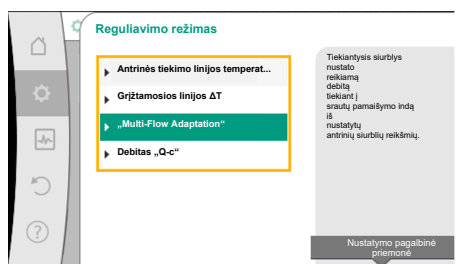 Reguliavimo režimas
Antrinės tiekimo linijos temperat...
Grįžtamosios linijos ΔT
„Multi-Flow Adaptation“
Debitas „Q-c“
Tiekiantysis siurblys
nustato
reikiamą
debitą
tiekiant į
srautų pamaišymo indą
iš
nustatytų
antrinių siurblių reikšmių.
Nustatymo pagalbinė
priemonė